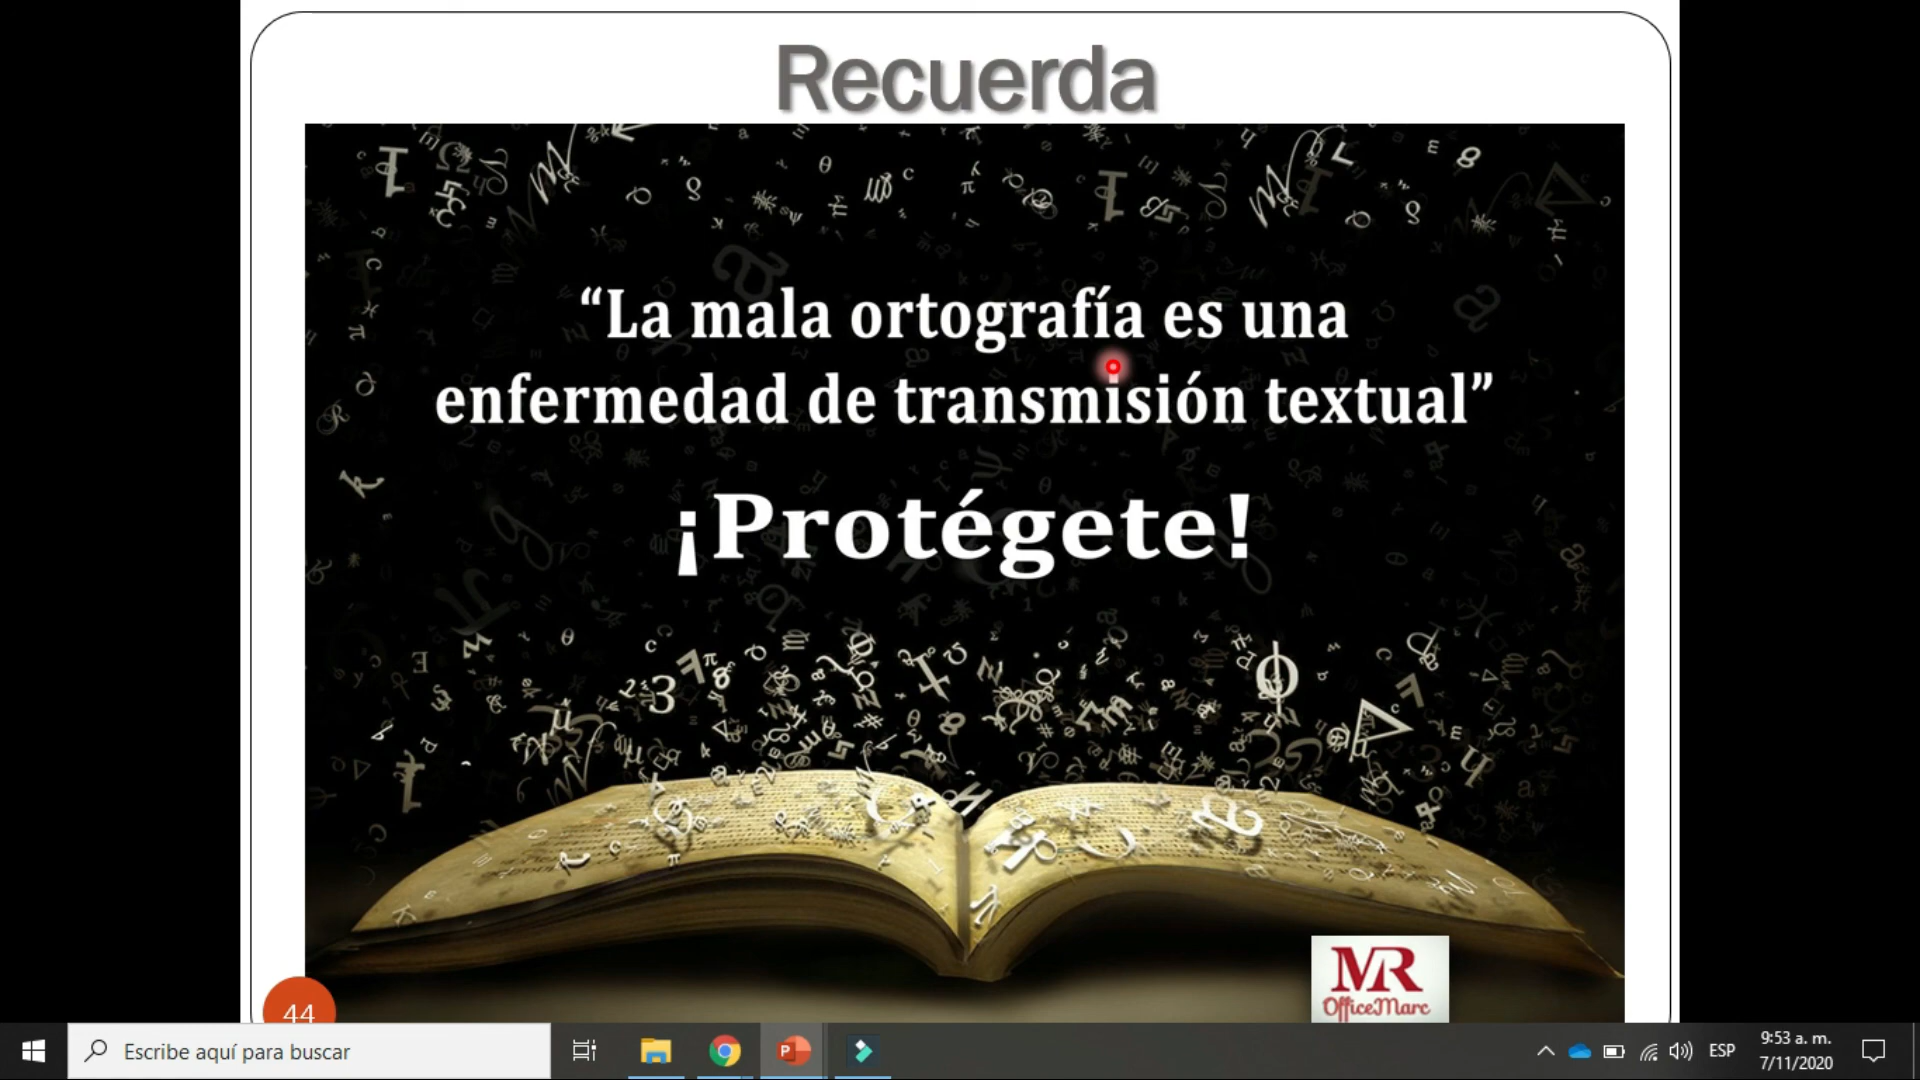 Recuerda
“La mala ortografía es una
enfermedad de transmisión textual”
¡Protégete!
MR
OfficeMarc
44
Escribe aquí para buscar
ESP
9:53 a. m.
7/11/2020